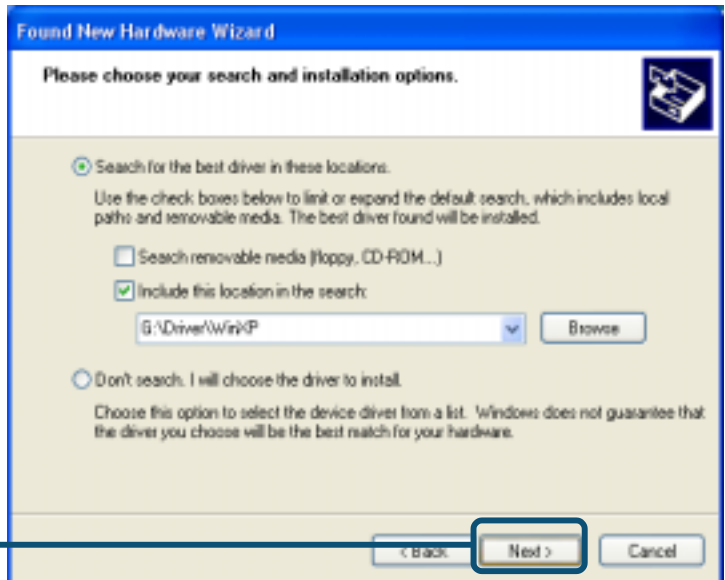 Found New Hardware Wizard
Please choose your search and installation options.
Search for the best driver in these locations.
Use the check boxes below to limit or expand the default search, which includes local
paths and removable media. The best driver found will be installed.
Search removable media (floppy, CD-ROM...)
Include this location in the search:
G:\Driver\WinXP
Browse
Don't search. I will choose the driver to install.
Choose this option to select the device driver from a list. Windows does not guarantee that
the driver you choose will be the best match for your hardware.
< Back Next > Cancel